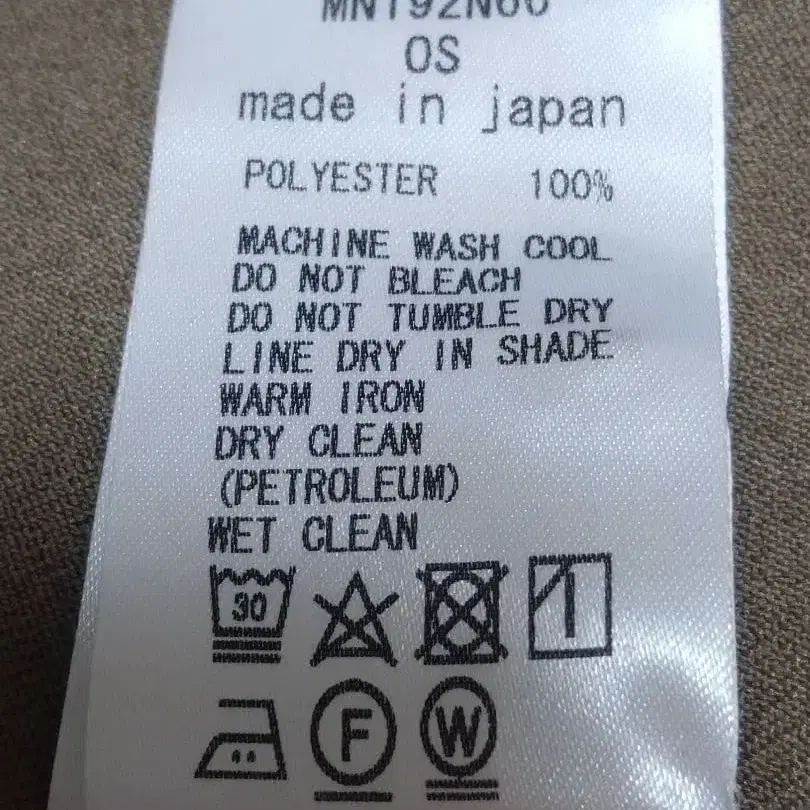 OS
made in japan
POLYESTER 100%
MACHINE WASH COOL
DO NOT BLEACH
DO NOT TUMBLE DRY
LINE DRY IN SHADE
WARM IRON
DRY CLEAN
(PETROLEUM)
WET CLEAN
30
F W